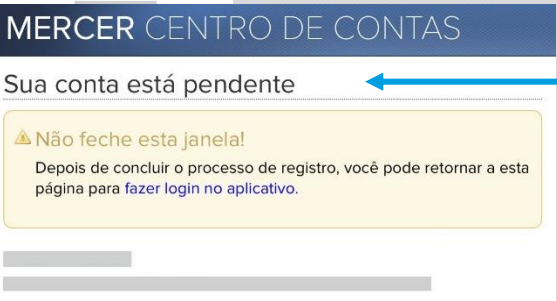 MERCER CENTRO DE CONTAS
Sua conta está pendente
Não feche esta janela!
Depois de concluir o processo de registro, você pode retornar a esta
página para fazer login no aplicativo.